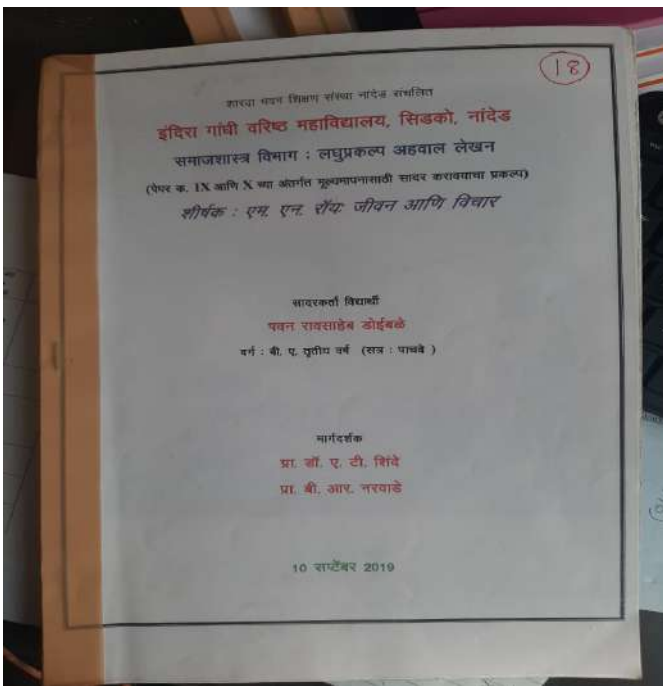 18
शारदा भवन शिक्षण संस्था नांदेड संचलित
इंदिरा गांधी वरिष्ठ महाविद्यालय, सिडको, नांदेड
समाजशास्त्र विभाग : लघुप्रकल्प अहवाल लेखन
(पेपर क्र. IX आणि X च्या अंतर्गत मूल्यमापनासाठी सादर करावयाचा प्रकल्प)
शीर्षक : एम. एन. रॉयः जीवन आणि विचार
सादरकर्ता विद्यार्थी
पवन रावसाहेब डोईबळे
वर्ग : बी. ए. तृतीय वर्ष (सत्र : पाचवे )
मार्गदर्शक
प्रा. डॉ. ए. टी. शिंदे
प्रा. बी. आर. नरवाडे
10 सप्टेंबर 2019